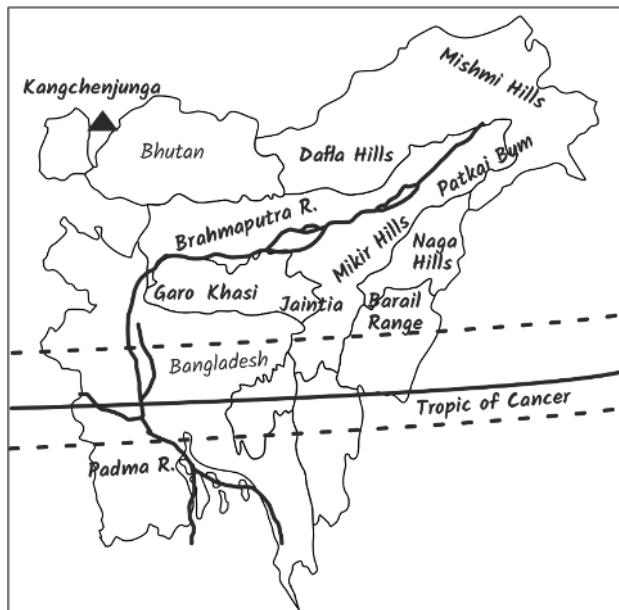 Mishmi Hills
Kangchenjunga
Bhutan
Dafla Hills
Patkai Bum
Brahmaputra R.
Mikir Hills
Naga
Hills
Garo Khasi
Jaintia
Barail
Range
Bangladesh
Tropic of Cancer
Padma R.